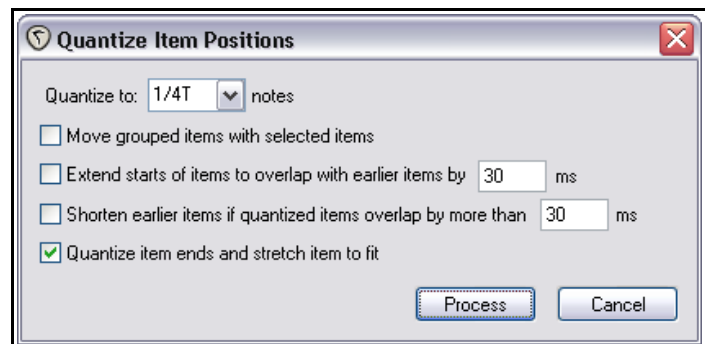 Quantize Item Positions
Quantize to: 1/4T notes
Move grouped items with selected items
Extend starts of items to overlap with earlier items by 30 ms
Shorten earlier items if quantized items overlap by more than 30 ms
Quantize item ends and stretch item to fit
Process Cancel